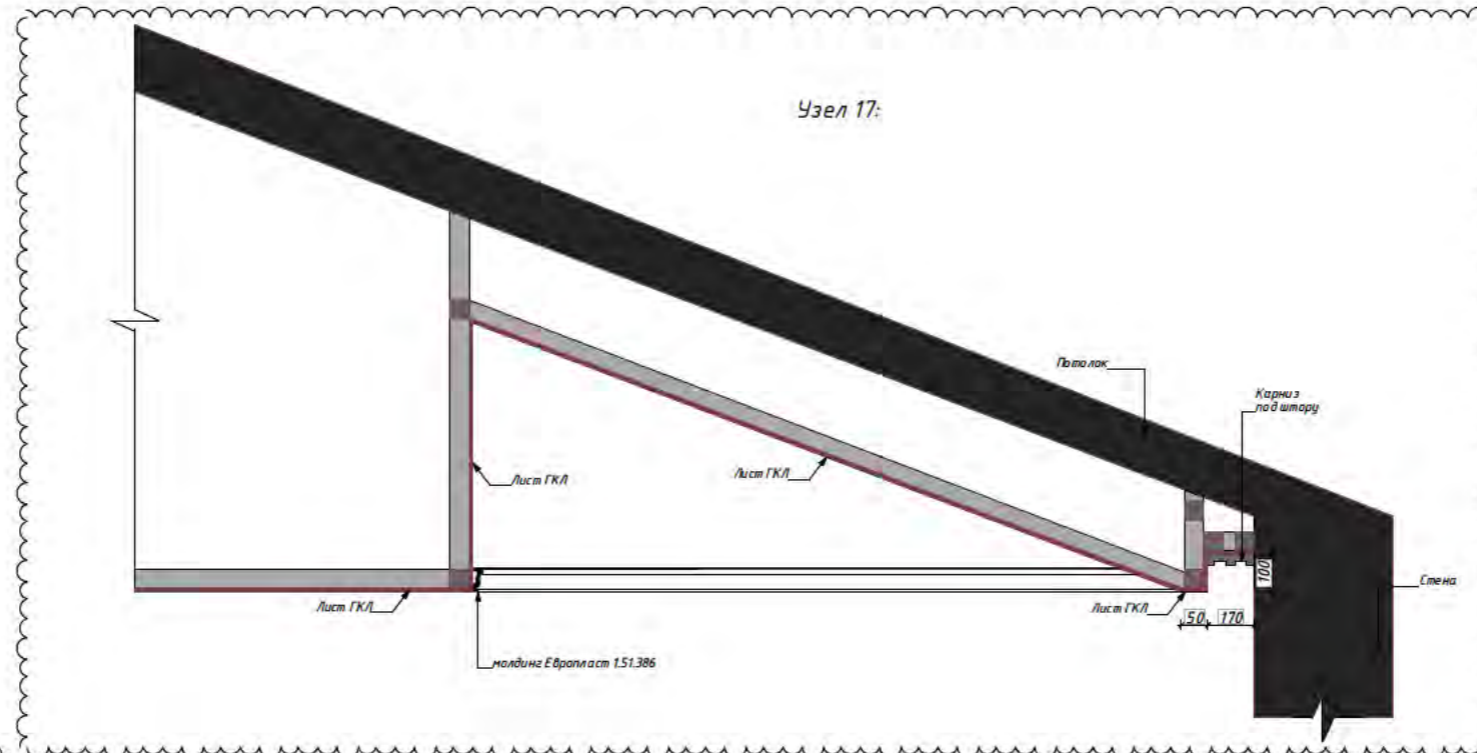 Узел 17:
Потолок
Карниз
под штору
Лист ГКЛ
Лист ГКЛ
100
Стена
Лист ГКЛ
Лист ГКЛ
50
170
молдинг Европласт 1.51.386